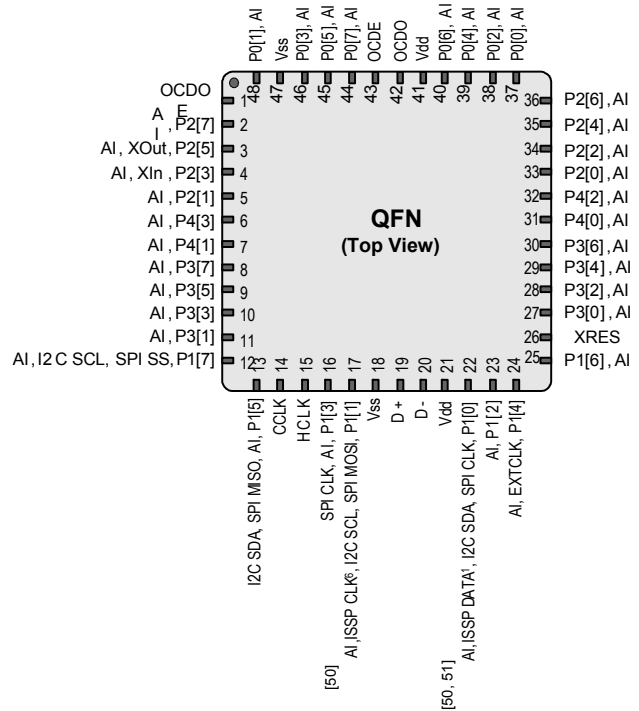 P0[1], AI
Vss
P0[3], AI
P0[5], AI
P0[7], AI
OCDE
OCDO
Vdd
P0[6], AI
P0[4], AI
P0[2], AI
P0[0], AI
48 47 46 45 44 43 42 41 40 39 38 37
OCDO 1
A E
I , P2[7] 2
AI, XOut, P2[5] 3
AI, XIn , P2[3] 4
AI , P2[1] 5
AI , P4[3] 6
AI , P4[1] 7
AI, P3[7] 8
AI, P3[5] 9
AI, P3[3] 10
AI, P3[1] 11
AI, I2C SCL, SPI SS, P1[7] 12
QFN
(Top View)
36 P2[6], AI
35 P2[4], AI
34 P2[2], AI
33 P2[0], AI
32 P4[2], AI
31 P4[0], AI
30 P3[6], AI
29 P3[4], AI
28 P3[2], AI
27 P3[0], AI
26 XRES
25 P1[6], AI
13 14 15 16 17 18 19 20 21 22 23 24
I2C SDA, SPI MISO, AI, P1[5]
CCLK
HCLK
SPI CLK, AI, P1[3]
[50]
AI,ISSP CLK6, I2C SCL, SPI MOSI, P1[1]
Vss
D+
D-
Vdd
[50, 51]
AI,ISSP DATA1, I2C SDA, SPI CLK, P1[0]
AI, P1[2]
AI, EXTCLK, P1[4]